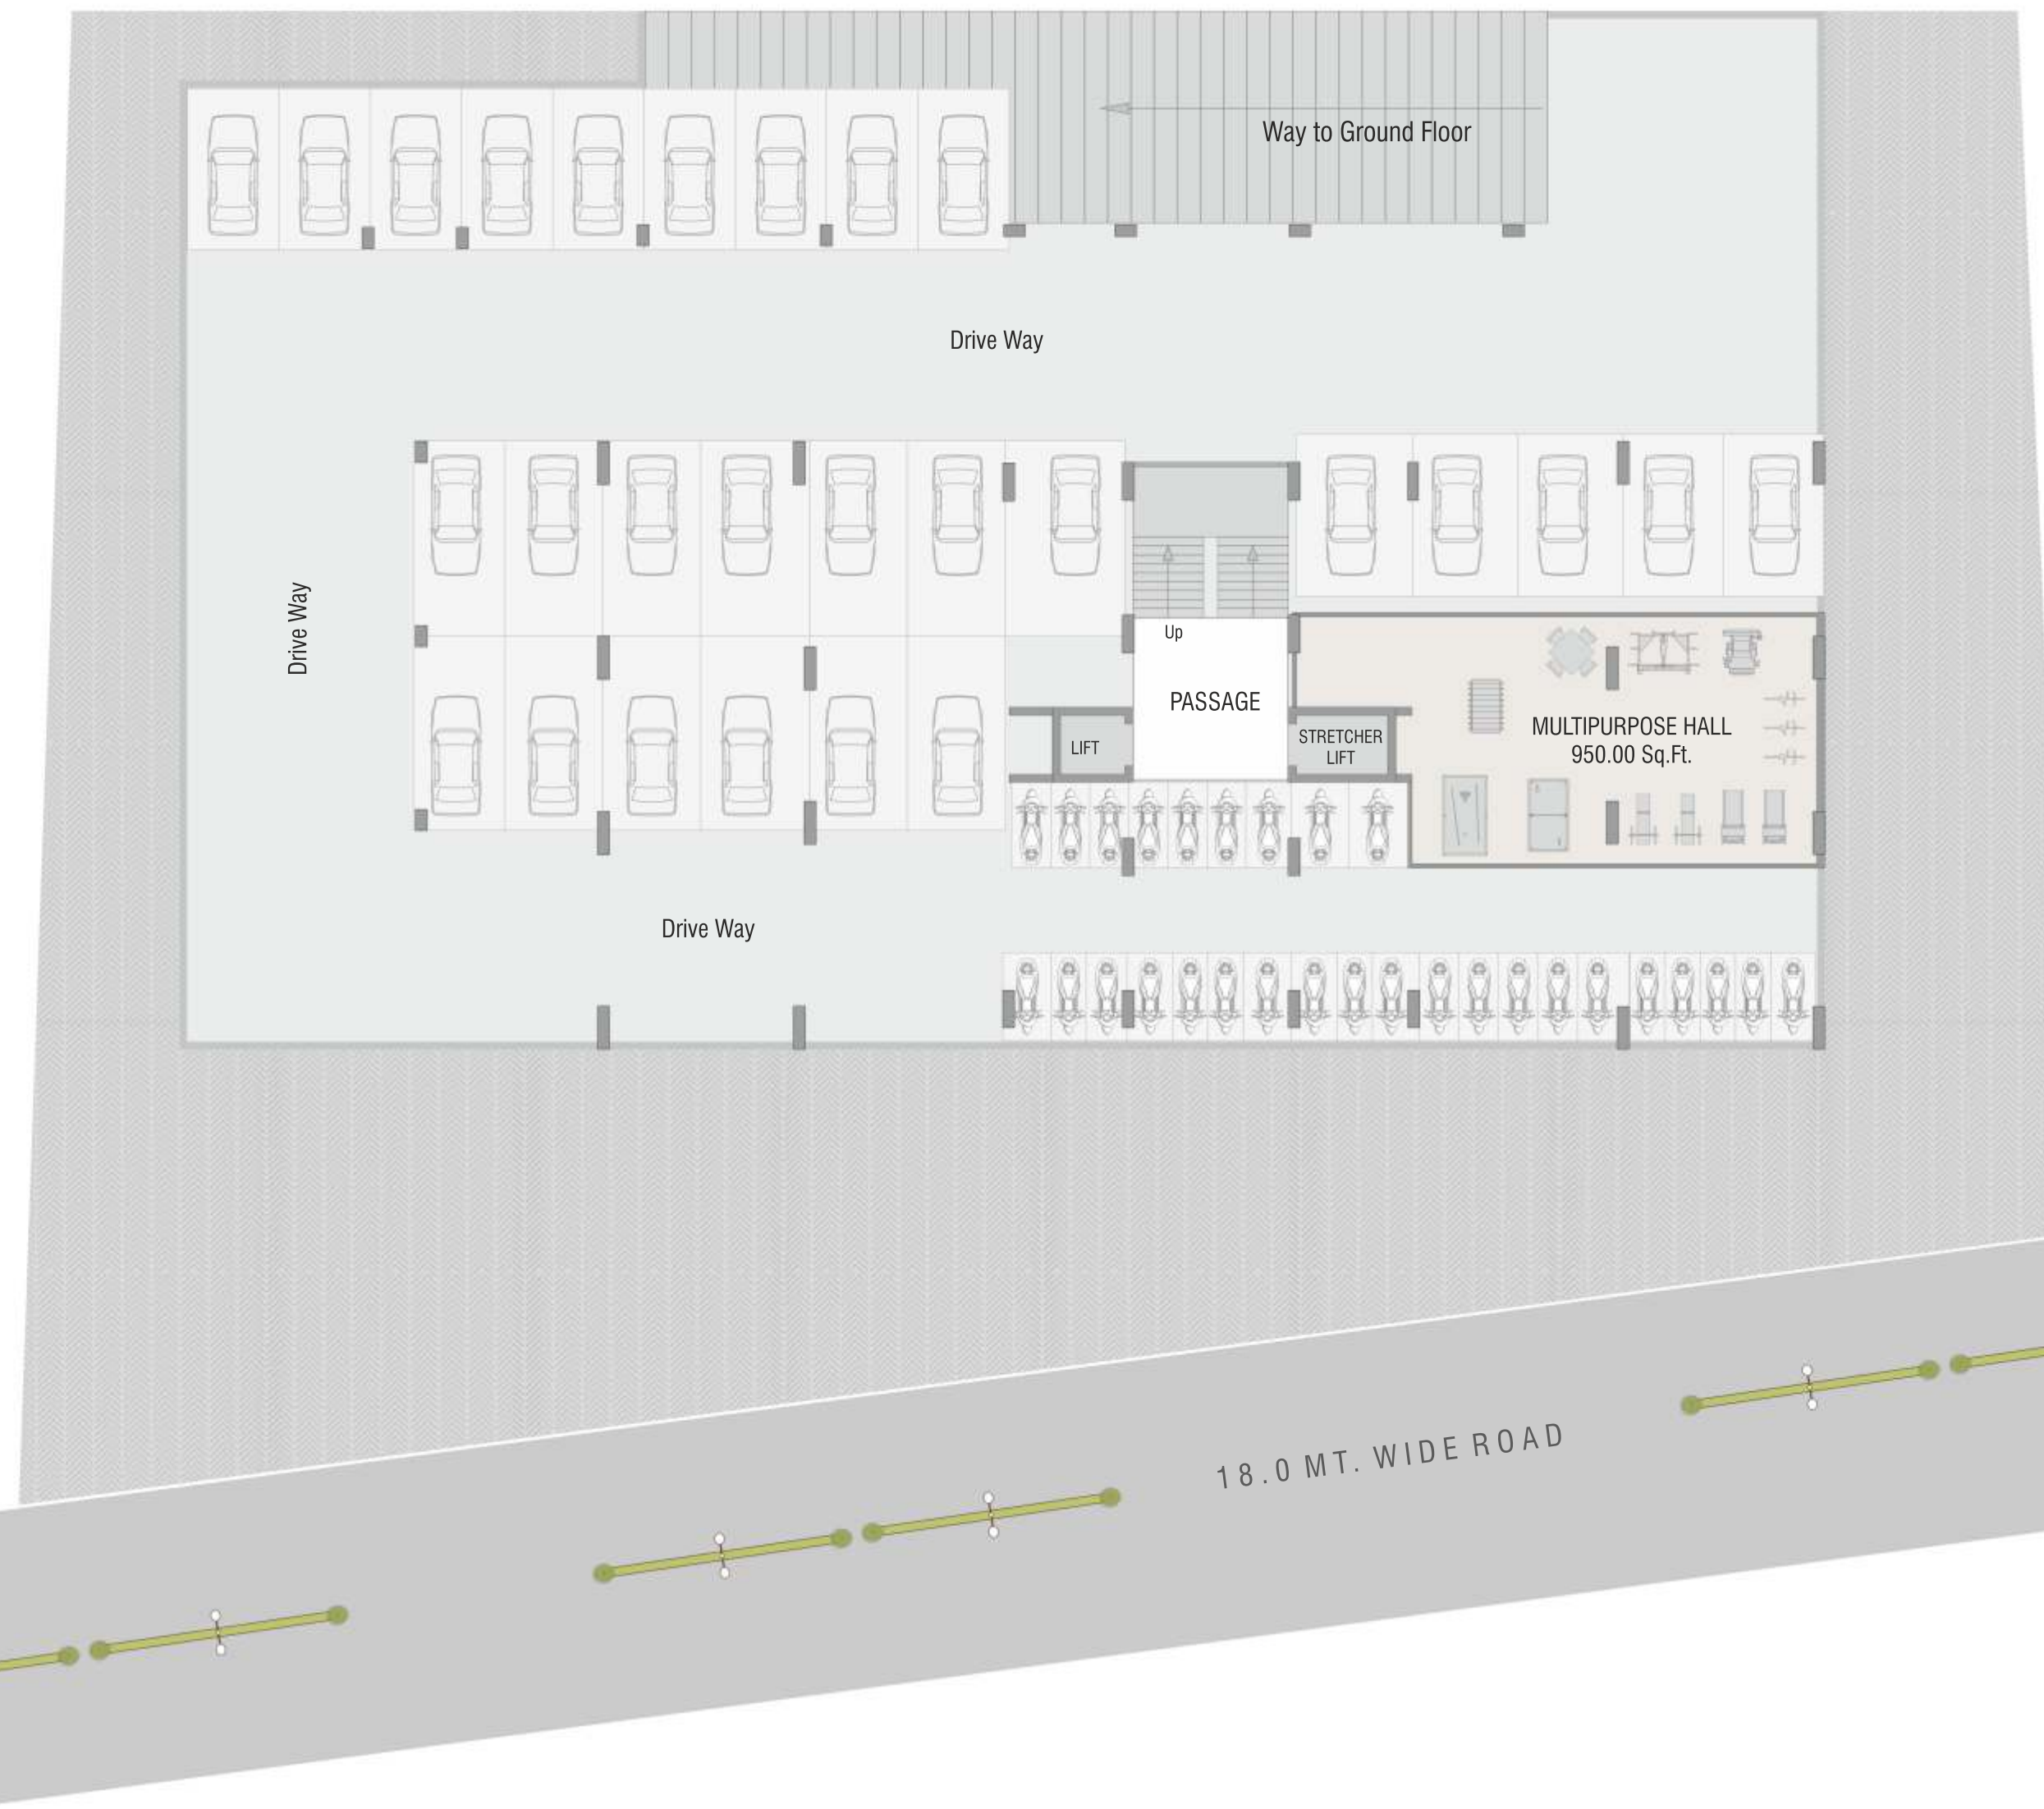 Way to Ground Floor
Drive Way
Drive Way
Up
PASSAGE
LIFT
STRETCHER
LIFT
MULTIPURPOSE HALL
950.00 Sq.Ft.
Drive Way
18.0 MT. WIDE ROAD